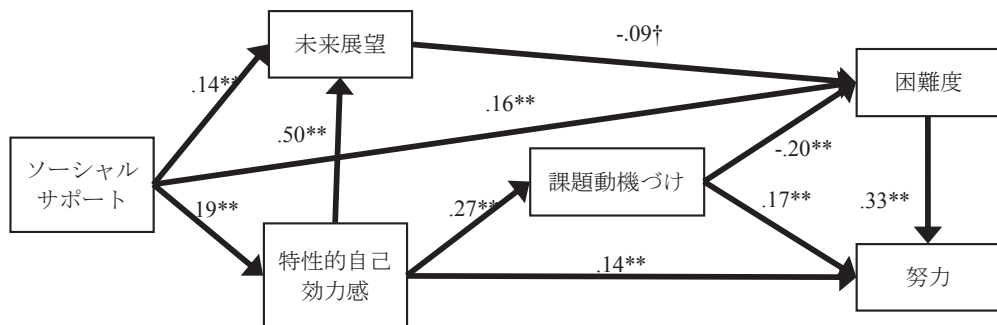 未来展望
-.09†
困難度
.14**
.16**
.50**
ソーシャル
サポート
課題動機づけ
-.20**
19**
.27**
.17**
.33**
特性的自己
効力感
.14**
努力